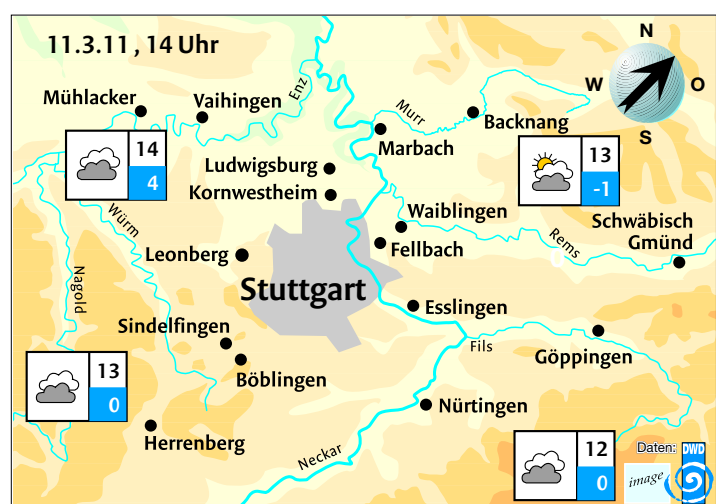 11.3.11 , 14 Uhr
N
W
O
S
Mühlacker
Vaihingen
Enz
Murr
Backnang
Marbach
14
4
13
-1
Ludwigsburg
Kornwestheim
Würm
Waiblingen
Rems
Schwäbisch
Gmünd
Fellbach
Leonberg
Nagold
Stuttgart
Esslingen
Sindelfingen
Fils
Göppingen
Böblingen
13
0
Nürtingen
Herrenberg
Neckar
12
0
Daten: DWD
image